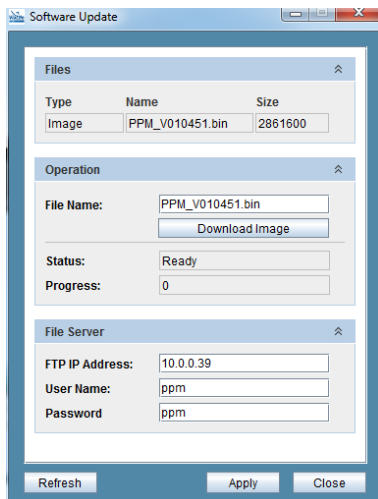 Software Update
Files
Type Name Size
Image PPM_V010451.bin 2861600
Operation
File Name: PPM_V010451.bin
Download Image
Status: Ready
Progress: 0
File Server
FTP IP Address: 10.0.0.39
User Name: ppm
Password ppm
Refresh Apply Close